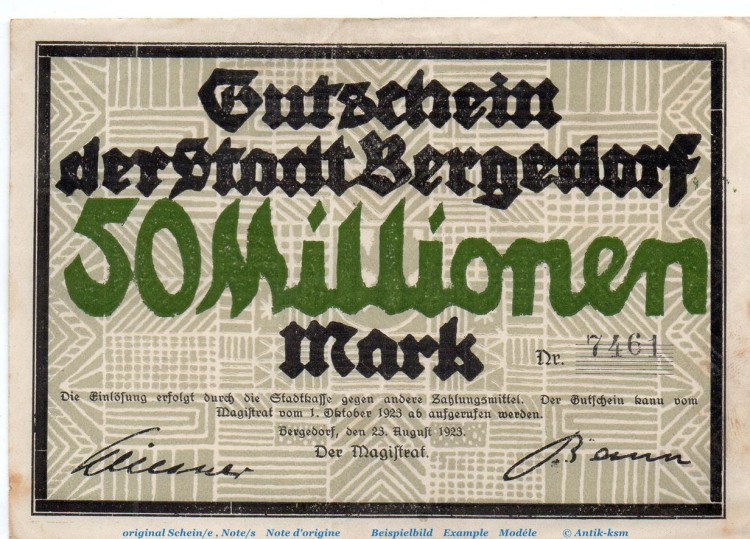 Gutschein
der Stadt Bergedorf
50 Millionen
Mark
Nr. 7461
Die Einlösung erfolgt durch die Stadtkasse gegen andere Zahlungsmittel. Der Gutschein kann vom
Magistrat vom 1. Oktober 1923 ab aufgerufen werden.
Bergedorf, den 23. August 1923.
Der Magistrat.
original Schein/e , Note/s Note d'origine Beispielbild Example Modéle © Antik-ksm